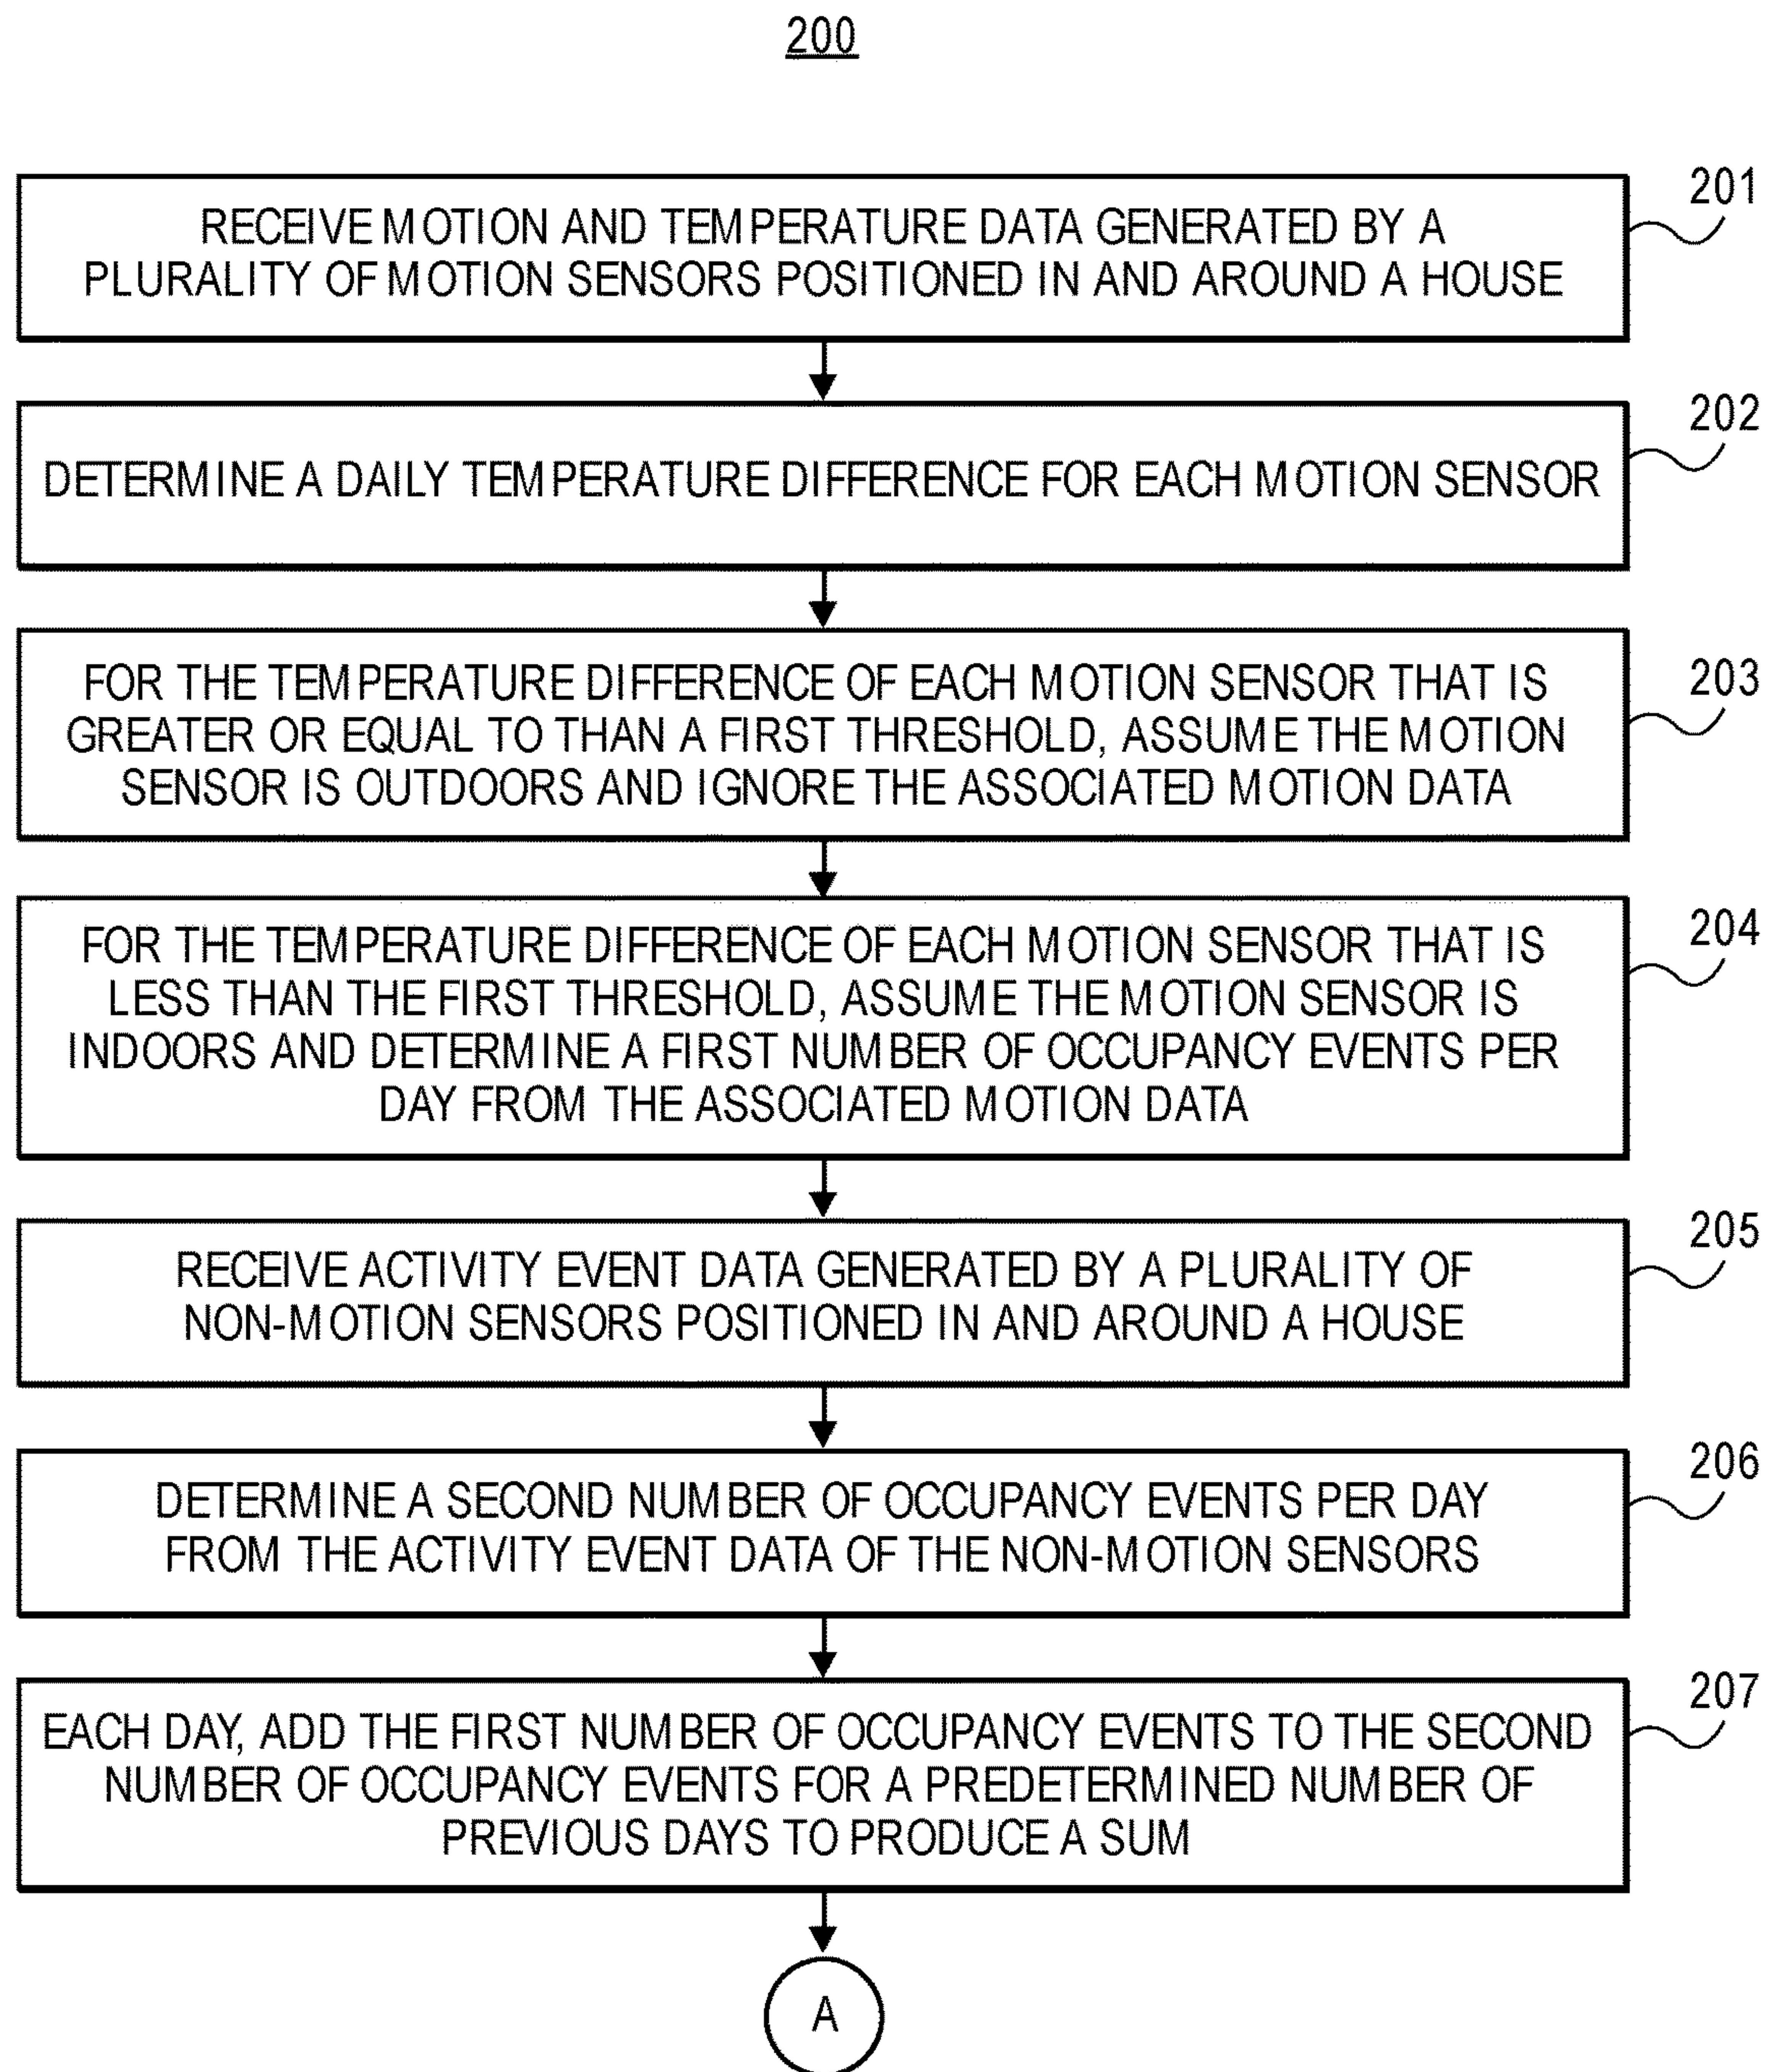 200
201
RECEIVE MOTION AND TEMPERATURE DATA GENERATED BY A
PLURALITY OF MOTION SENSORS POSITIONED IN AND AROUND A HOUSE
202
DETERMINE A DAILY TEMPERATURE DIFFERENCE FOR EACH MOTION SENSOR
203
FOR THE TEMPERATURE DIFFERENCE OF EACH MOTION SENSOR THAT IS
GREATER OR EQUAL TO THAN A FIRST THRESHOLD, ASSUME THE MOTION
SENSOR IS OUTDOORS AND IGNORE THE ASSOCIATED MOTION DATA
204
FOR THE TEMPERATURE DIFFERENCE OF EACH MOTION SENSOR THAT IS
LESS THAN THE FIRST THRESHOLD, ASSUME THE MOTION SENSOR IS
INDOORS AND DETERMINE A FIRST NUMBER OF OCCUPANCY EVENTS PER
DAY FROM THE ASSOCIATED MOTION DATA
205
RECEIVE ACTIVITY EVENT DATA GENERATED BY A PLURALITY OF
NON-MOTION SENSORS POSITIONED IN AND AROUND A HOUSE
206
DETERMINE A SECOND NUMBER OF OCCUPANCY EVENTS PER DAY
FROM THE ACTIVITY EVENT DATA OF THE NON-MOTION SENSORS
207
EACH DAY, ADD THE FIRST NUMBER OF OCCUPANCY EVENTS TO THE SECOND
NUMBER OF OCCUPANCY EVENTS FOR A PREDETERMINED NUMBER OF
PREVIOUS DAYS TO PRODUCE A SUM
A